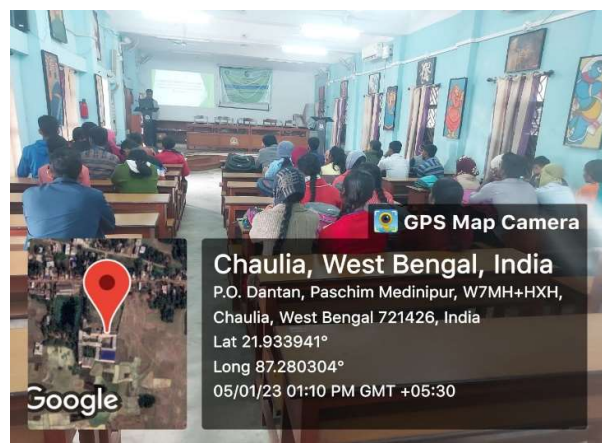 GPS Map Camera
Chaulia, West Bengal, India
P.O. Dantan, Paschim Medinipur, W7MH+HXH,
Chaulia, West Bengal 721426, India
Lat 21.933941°
Long 87.280304°
05/01/23 01:10 PM GMT +05:30
Google